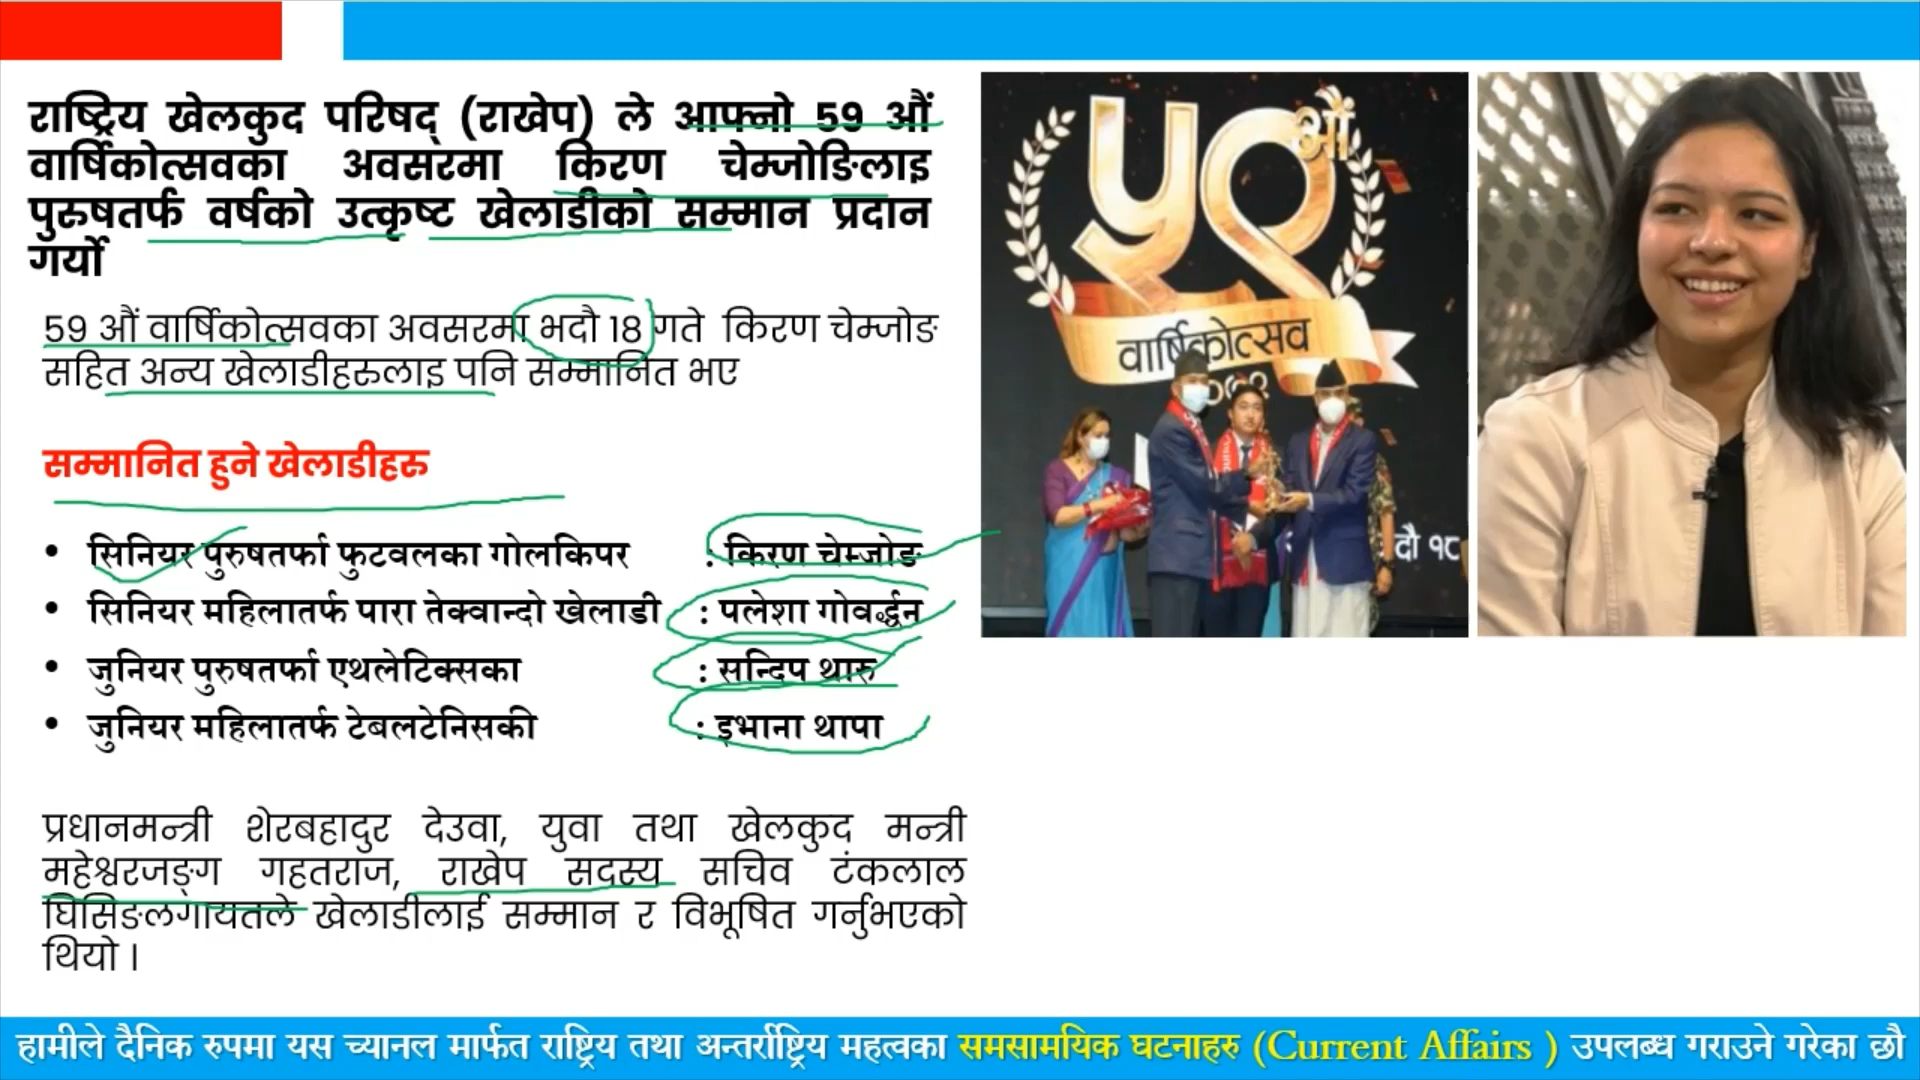 राष्ट्रिय खेलकुद परिषद् (राखेप) ले आफ्नो 59 औं
वार्षिकोत्सवका अवसरमा किरण चेम्जोङिलाइ
पुरुषतर्फ वर्षको उत्कृष्ट खेलाडीको सम्मान प्रदान
गर्यो
59 औं वार्षिकोत्सवका अवसरमा भदौ 18 गते किरण चेम्जोङ
सहित अन्य खेलाडीहरुलाइ पनि सम्मानित भए
सम्मानित हुने खेलाडीहरु
• सिनियर पुरुषतर्फा फुटवलका गोलकिपर : किरण चेम्जोङ
• सिनियर महिलातर्फ पारा तेक्वान्दो खेलाडी : पलेशा गोवर्द्धन
• जुनियर पुरुषतर्फा एथलेटिक्सका : सन्दिप थारु
• जुनियर महिलातर्फ टेबलटेनिसकी : इभाना थापा
प्रधानमन्त्री शेरबहादुर देउवा, युवा तथा खेलकुद मन्त्री
महेश्वरजङ्ग गहतराज, राखेप सदस्य सचिव टंकलाल
घिसिङलगायतले खेलाडीलाई सम्मान र विभूषित गर्नुभएको
थियो ।
५९औं
वार्षिकोत्सव
दौ १८
हामीले दैनिक रुपमा यस च्यानल मार्फत राष्ट्रिय तथा अन्तर्राष्ट्रिय महत्वका समसामयिक घटनाहरु (Current Affairs ) उपलब्ध गराउने गरेका छौ